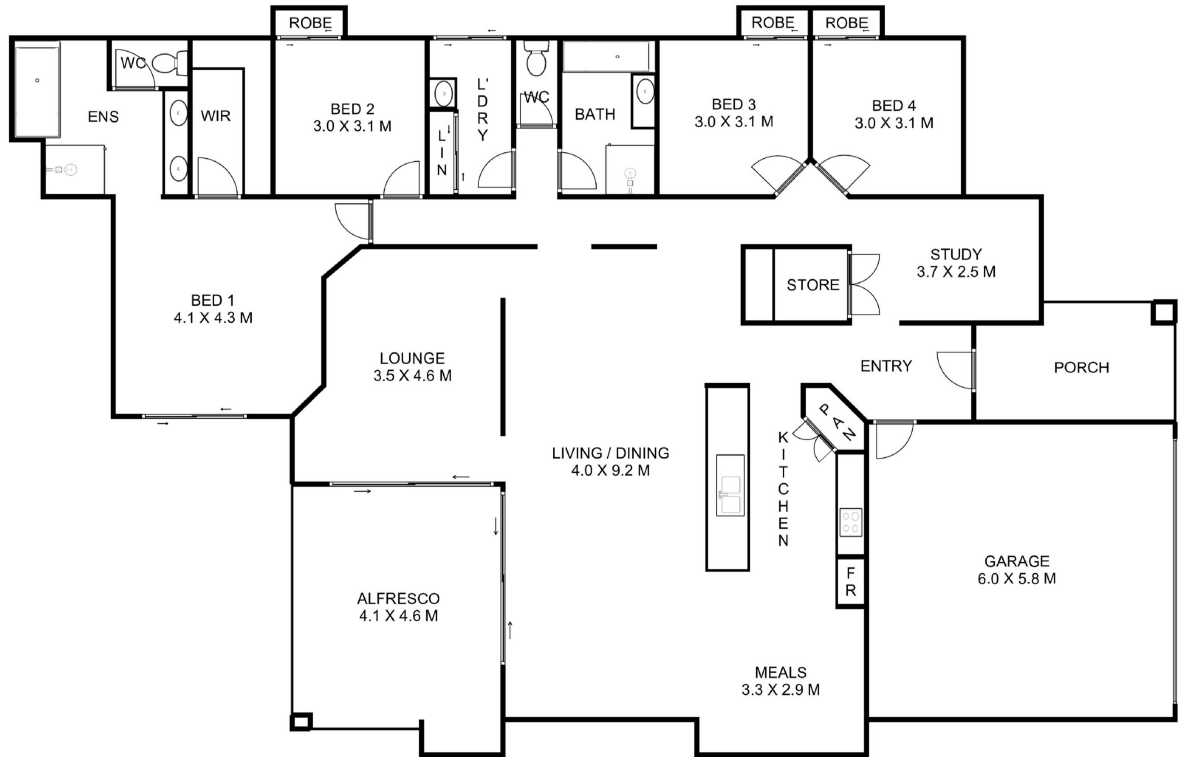 ROBE
ROBE
ROBE
WC
ENS
WIR
BED 2
3.0 X 3.1 M
L'DRY
LIN
WC
BATH
BED 3
3.0 X 3.1 M
BED 4
3.0 X 3.1 M
STUDY
3.7 X 2.5 M
STORE
BED 1
4.1 X 4.3 M
LOUNGE
3.5 X 4.6 M
ENTRY
PORCH
PAN
LIVING / DINING
4.0 X 9.2 M
KITCHEN
FR
GARAGE
6.0 X 5.8 M
ALFRESCO
4.1 X 4.6 M
MEALS
3.3 X 2.9 M